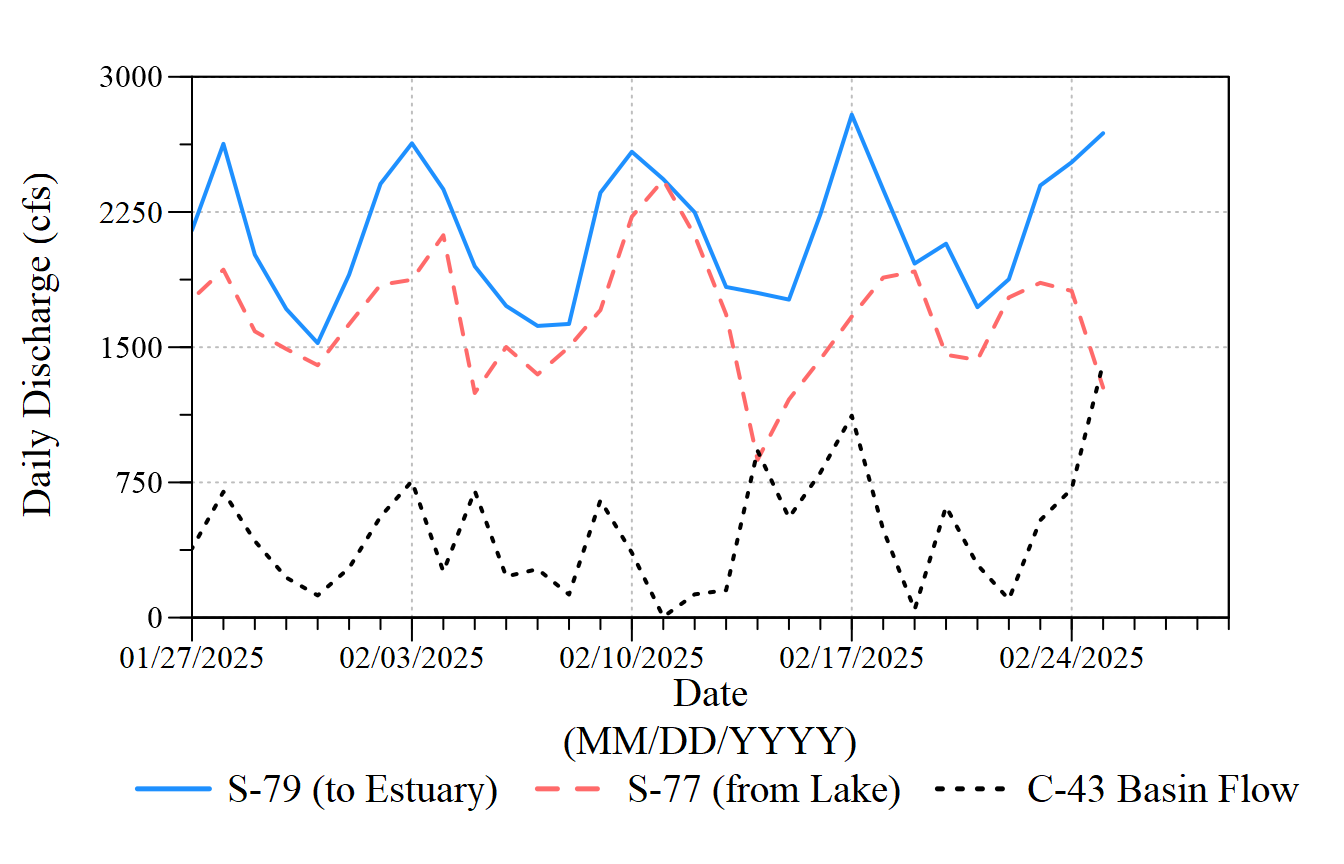 3000
2250
1500
750
0
Daily Discharge (cfs)
01/27/2025 02/03/2025 02/10/2025 02/17/2025 02/24/2025
Date
(MM/DD/YYYY)
S-79 (to Estuary) S-77 (from Lake) C-43 Basin Flow